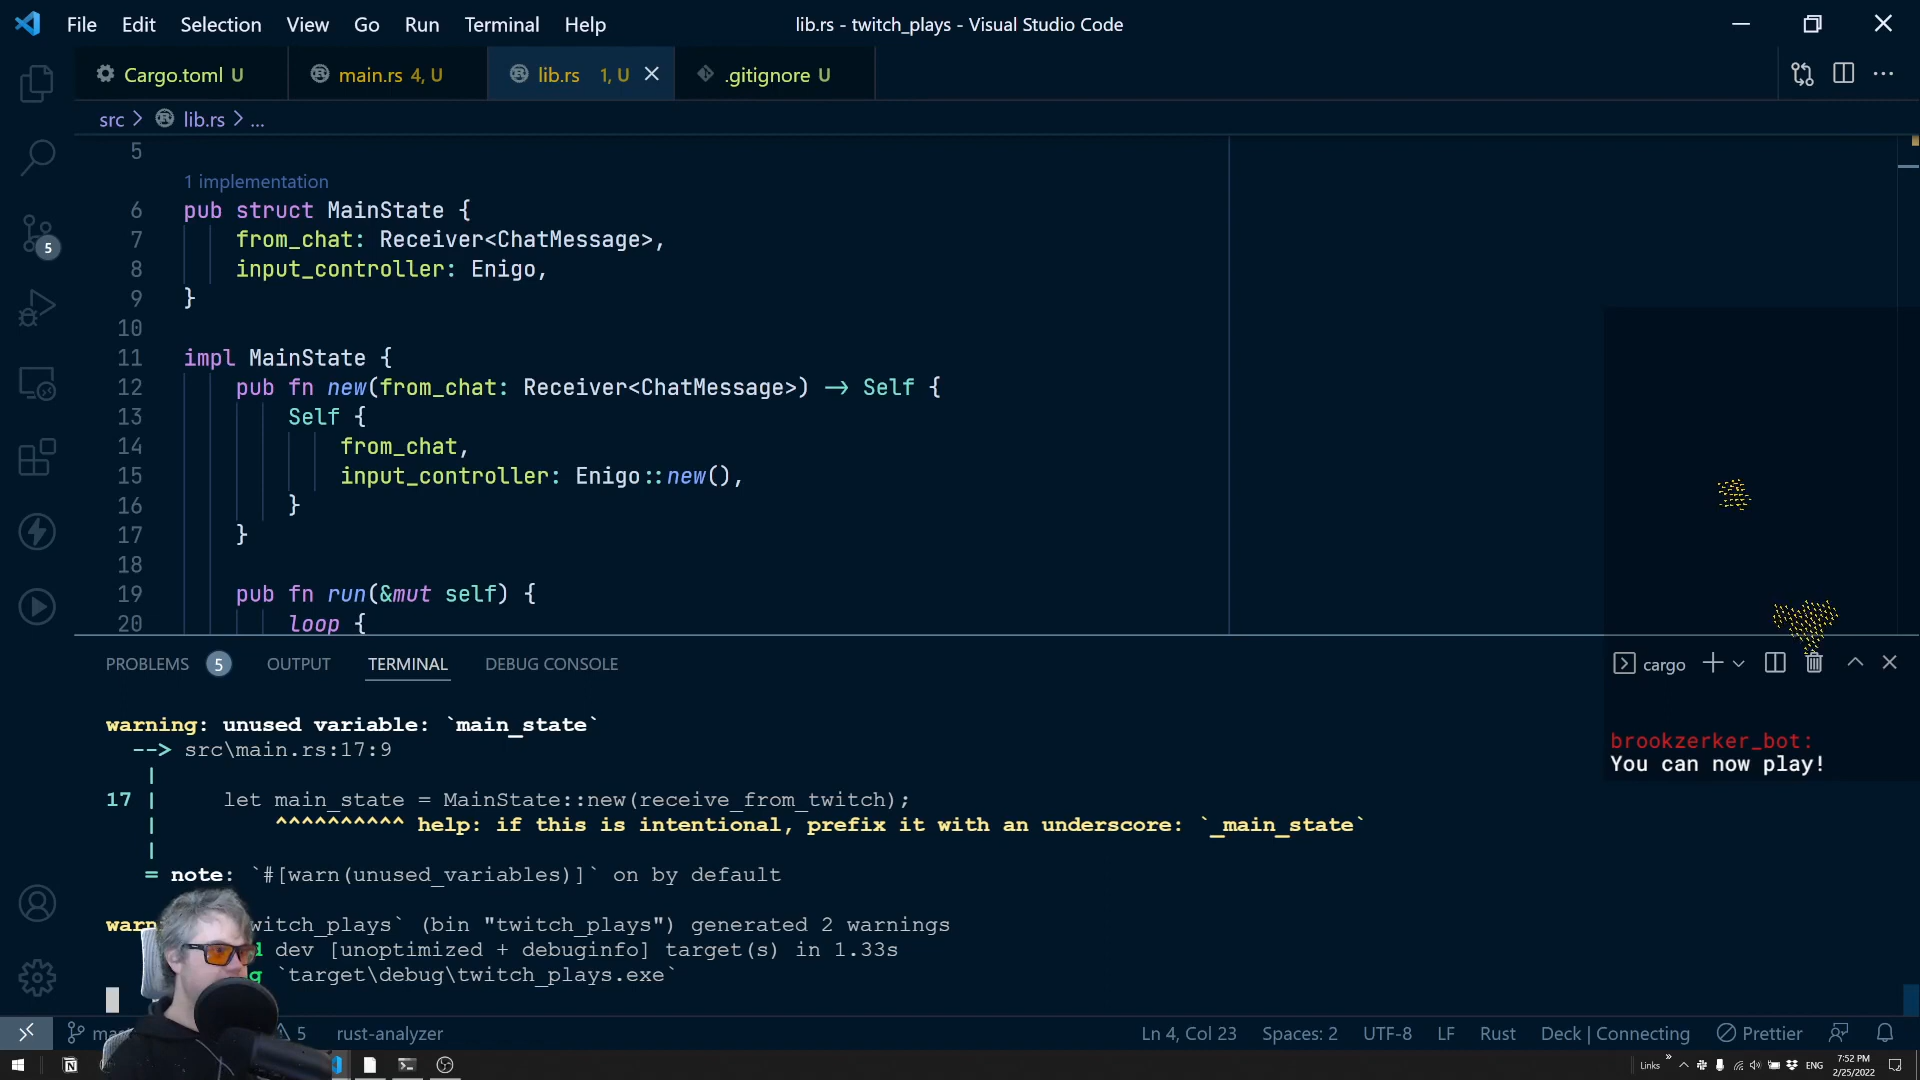 File Edit Selection View Go Run Terminal Help
lib.rs - twitch_plays - Visual Studio Code
Cargo.toml U
main.rs 4, U
lib.rs 1, U
.gitignore U
src > lib.rs > ...
5
1 implementation
6 pub struct MainState {
7 from_chat: Receiver<ChatMessage>,
8 input_controller: Enigo,
9 }
10
11 impl MainState {
12 pub fn new(from_chat: Receiver<ChatMessage>) -> Self {
13 Self {
14 from_chat,
15 input_controller: Enigo::new(),
16 }
17 }
18
19 pub fn run(&mut self) {
20 loop {
5
PROBLEMS 5 OUTPUT TERMINAL DEBUG CONSOLE
cargo
warning: unused variable: `main_state`
--> src\main.rs:17:9
|
17 | let main_state = MainState::new(receive_from_twitch);
| ^^^^^^^^^^ help: if this is intentional, prefix it with an underscore: `_main_state`
|
= note: `#[warn(unused_variables)]` on by default
witch_plays` (bin "twitch_plays") generated 2 warnings
dev [unoptimized + debuginfo] target(s) in 1.33s
`target\debug\twitch_plays.exe`
brookzerker_bot:
You can now play!
5 rust-analyzer
Ln 4, Col 23 Spaces: 2 UTF-8 LF Rust Deck | Connecting Prettier
Links ENG
7:52 PM
2/25/2022